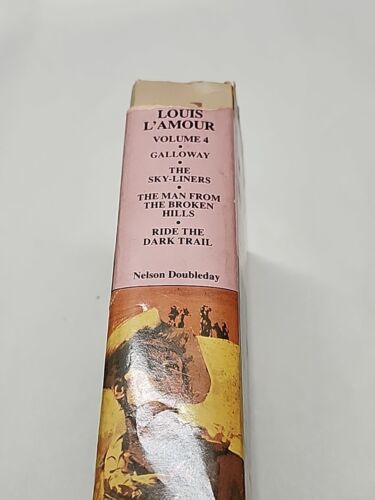 LOUIS
L'AMOUR
VOLUME 4
•
GALLOWAY
•
THE
SKY-LINERS
•
THE MAN FROM
THE BROKEN
HILLS
•
RIDE THE
DARK TRAIL
Nelson Doubleday